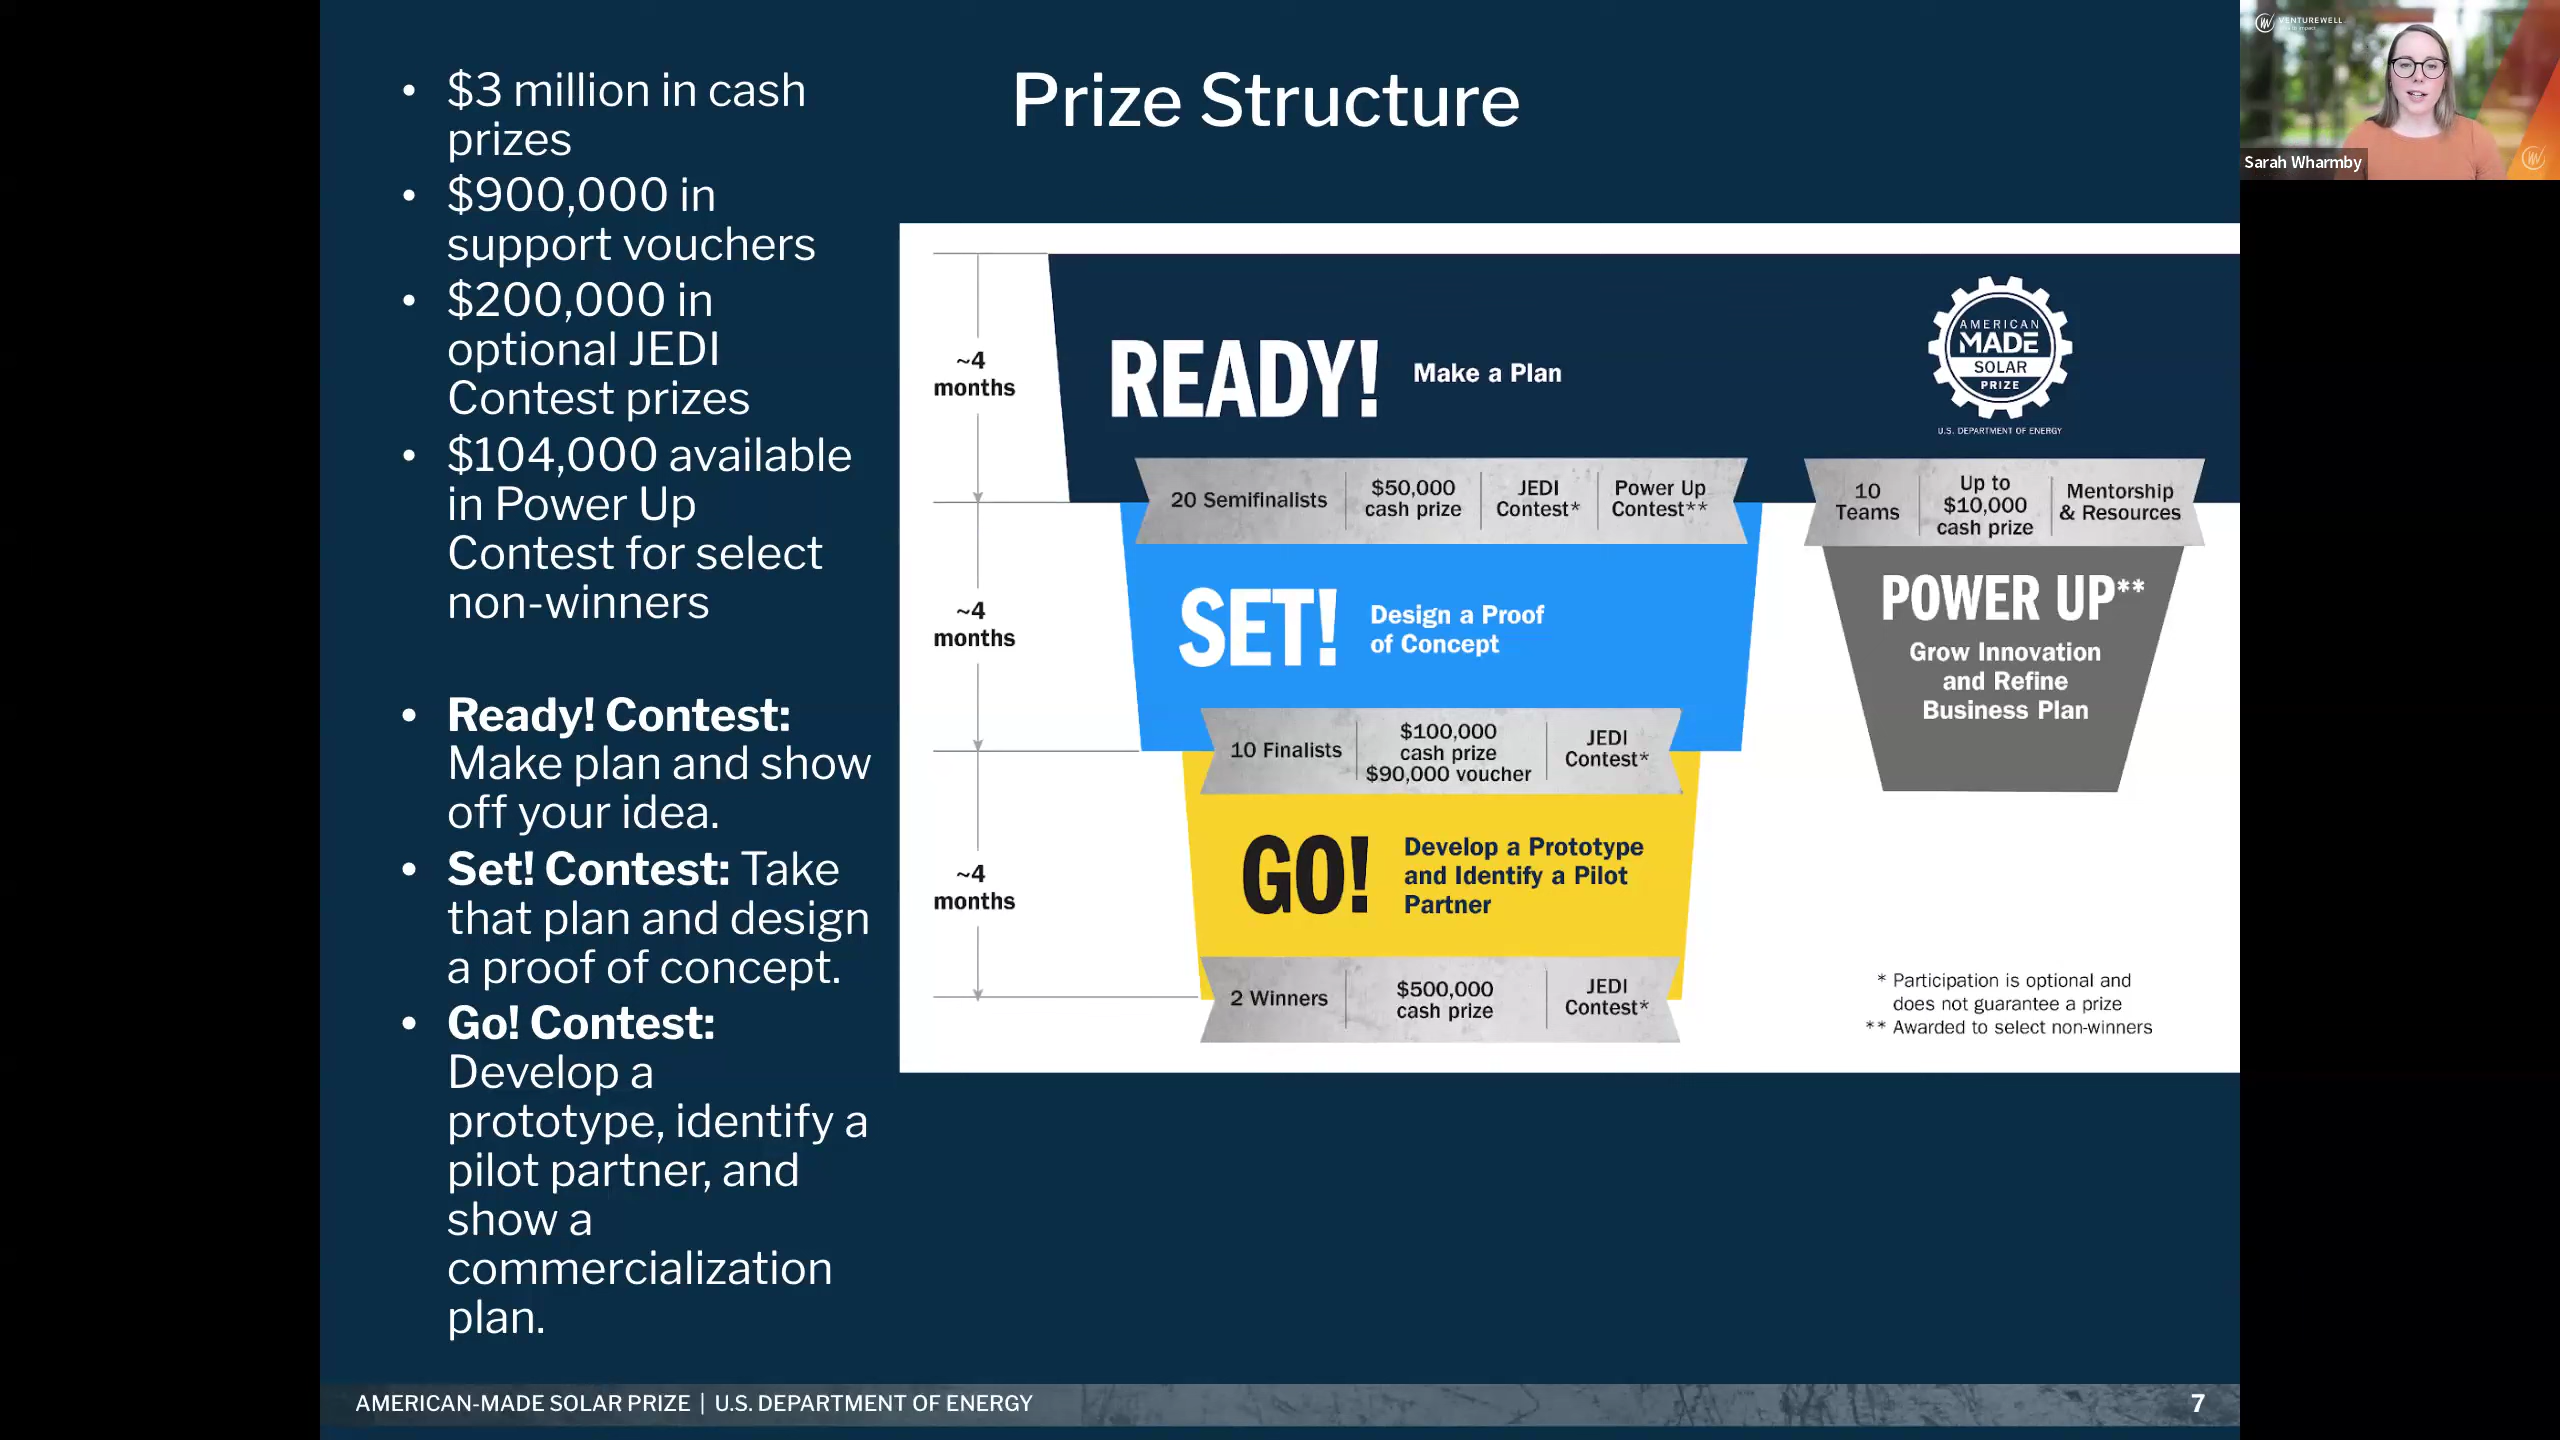 Prize Structure
• $3 million in cash
prizes
• $900,000 in
support vouchers
• $200,000 in
optional JEDI
Contest prizes
• $104,000 available
in Power Up
Contest for select
non-winners
• Ready! Contest:
Make plan and show
off your idea.
• Set! Contest: Take
that plan and design
a proof of concept.
• Go! Contest:
Develop a
prototype, identify a
pilot partner, and
show a
commercialization
plan.
~4
months
READY!
Make a Plan
AMERICAN
MADE
SOLAR
PRIZE
U.S. DEPARTMENT OF ENERGY
20 Semifinalists
$50,000
cash prize
JEDI
Contest*
Power Up
Contest**
10
Teams
Up to
$10,000
cash prize
Mentorship
& Resources
~4
months
SET!
Design a Proof
of Concept
POWER UP**
Grow Innovation
and Refine
Business Plan
10 Finalists
$100,000
cash prize
$90,000 voucher
JEDI
Contest*
~4
months
GO!
Develop a Prototype
and Identify a Pilot
Partner
2 Winners
$500,000
cash prize
JEDI
Contest*
* Participation is optional and
does not guarantee a prize
** Awarded to select non-winners
AMERICAN-MADE SOLAR PRIZE | U.S. DEPARTMENT OF ENERGY
7
VENTUREWELL
Sarah Wharmby